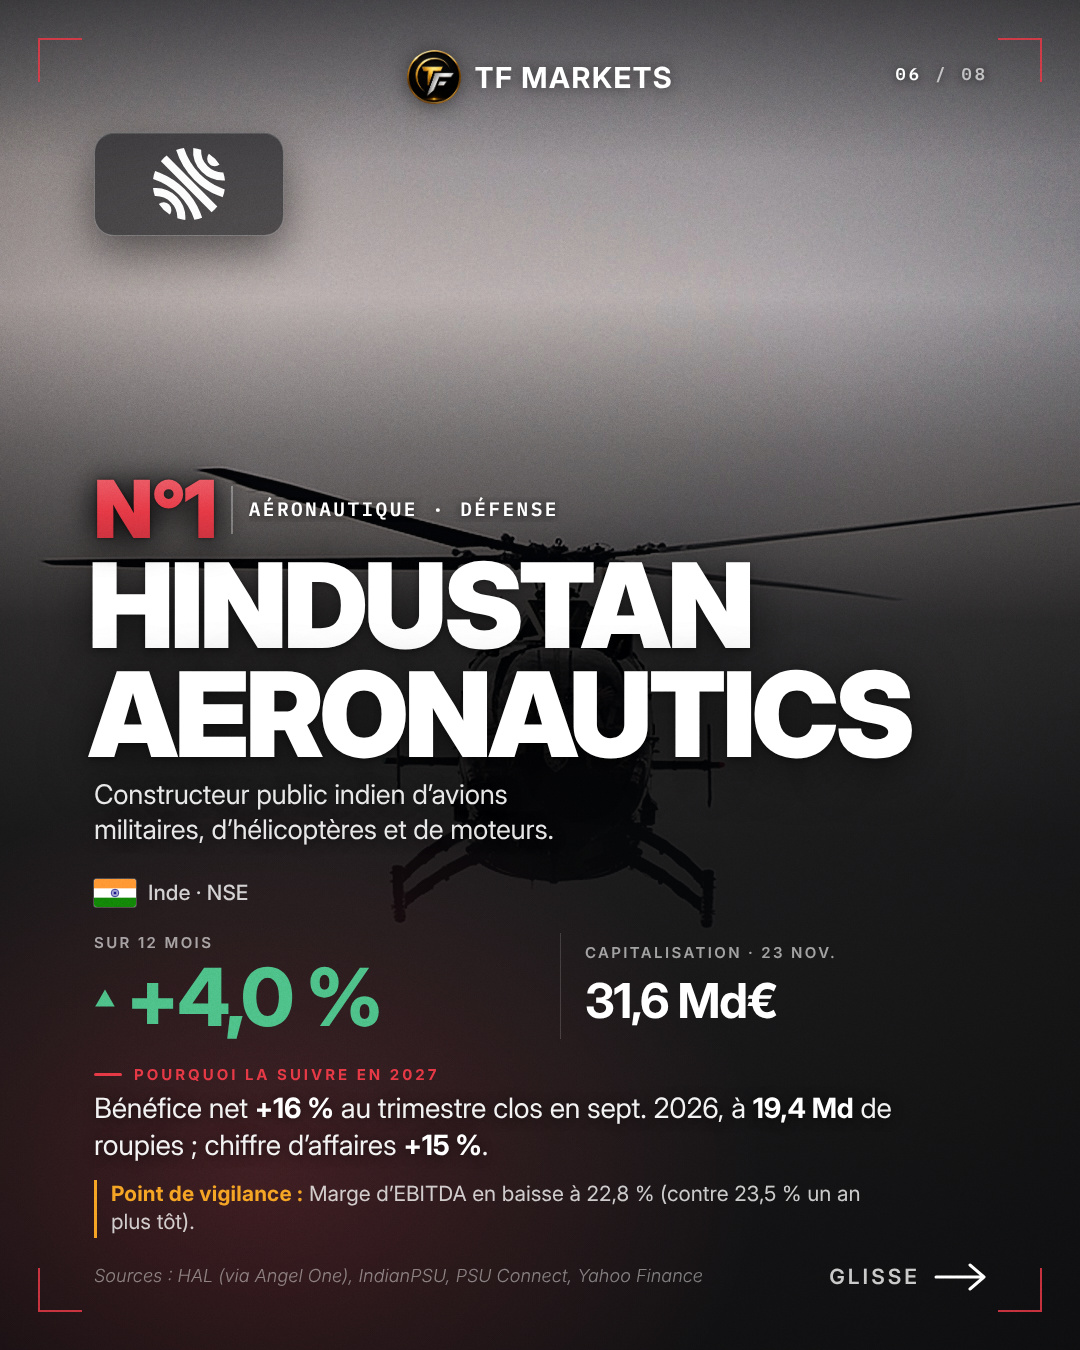 TF MARKETS
06 / 08
N°1
AÉRONAUTIQUE · DÉFENSE
HINDUSTAN
AERONAUTICS
Constructeur public indien d’avions
militaires, d’hélicoptères et de moteurs.
Inde · NSE
SUR 12 MOIS
▲ +4,0 %
CAPITALISATION · 23 NOV.
31,6 Md€
POURQUOI LA SUIVRE EN 2027
Bénéfice net +16 % au trimestre clos en sept. 2026, à 19,4 Md de
roupies ; chiffre d’affaires +15 %.
Point de vigilance : Marge d’EBITDA en baisse à 22,8 % (contre 23,5 % un an
plus tôt).
Sources : HAL (via Angel One), IndianPSU, PSU Connect, Yahoo Finance
GLISSE →